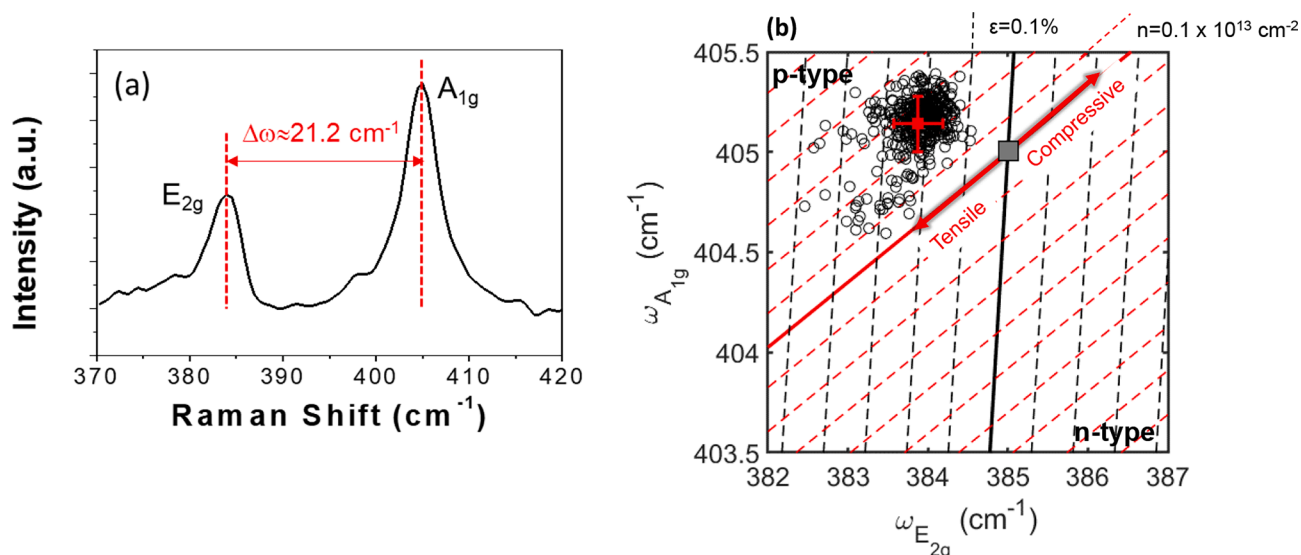 (a)
Intensity (a.u.)
E2g
A1g
Δω≈21.2 cm-1
370 380 390 400 410 420
Raman Shift (cm-1)
(b)
ε=0.1%
n=0.1 x 10¹³ cm-2
p-type
n-type
Compressive
Tensile
405.5
405
404.5
404
403.5
ωA1g (cm-1)
382 383 384 385 386 387
ωE2g (cm-1)